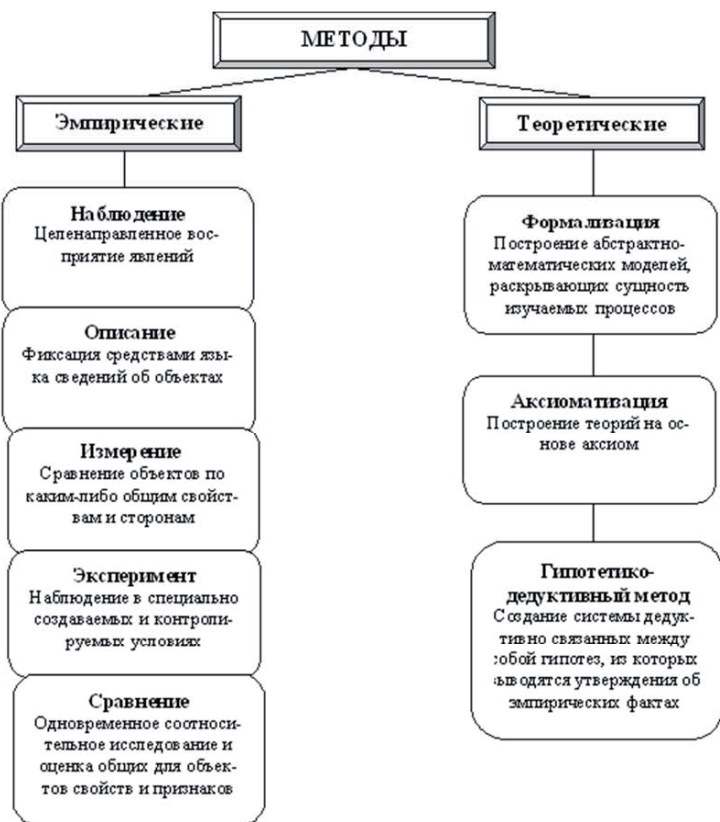 МЕТОДЫ
Эмпирические
Наблюдение
Целенаправленное вос-
приятие явлений
Описание
Фиксация средствами язы-
ка сведений об объектах
Измерение
Сравнение объектов по
каким-либо общим свойст-
вам и сторонам
Эксперимент
Наблюдение в специально
создаваемых и контроли-
руемых условиях
Сравнение
Одновременное соотноси-
тельное исследование и
оценка общих для объек-
тов свойств и признаков
Теоретические
Формализация
Построение абстрактно-
математических моделей,
раскрывающих сущность
изучаемых процессов
Аксиоматизация
Построение теорий на ос-
нове аксиом
Гипотетико-
дедуктивный метод
Создание системы дедук-
тивно связанных между
собой гипотез, из которых
выводятся утверждения об
эмпирических фактах